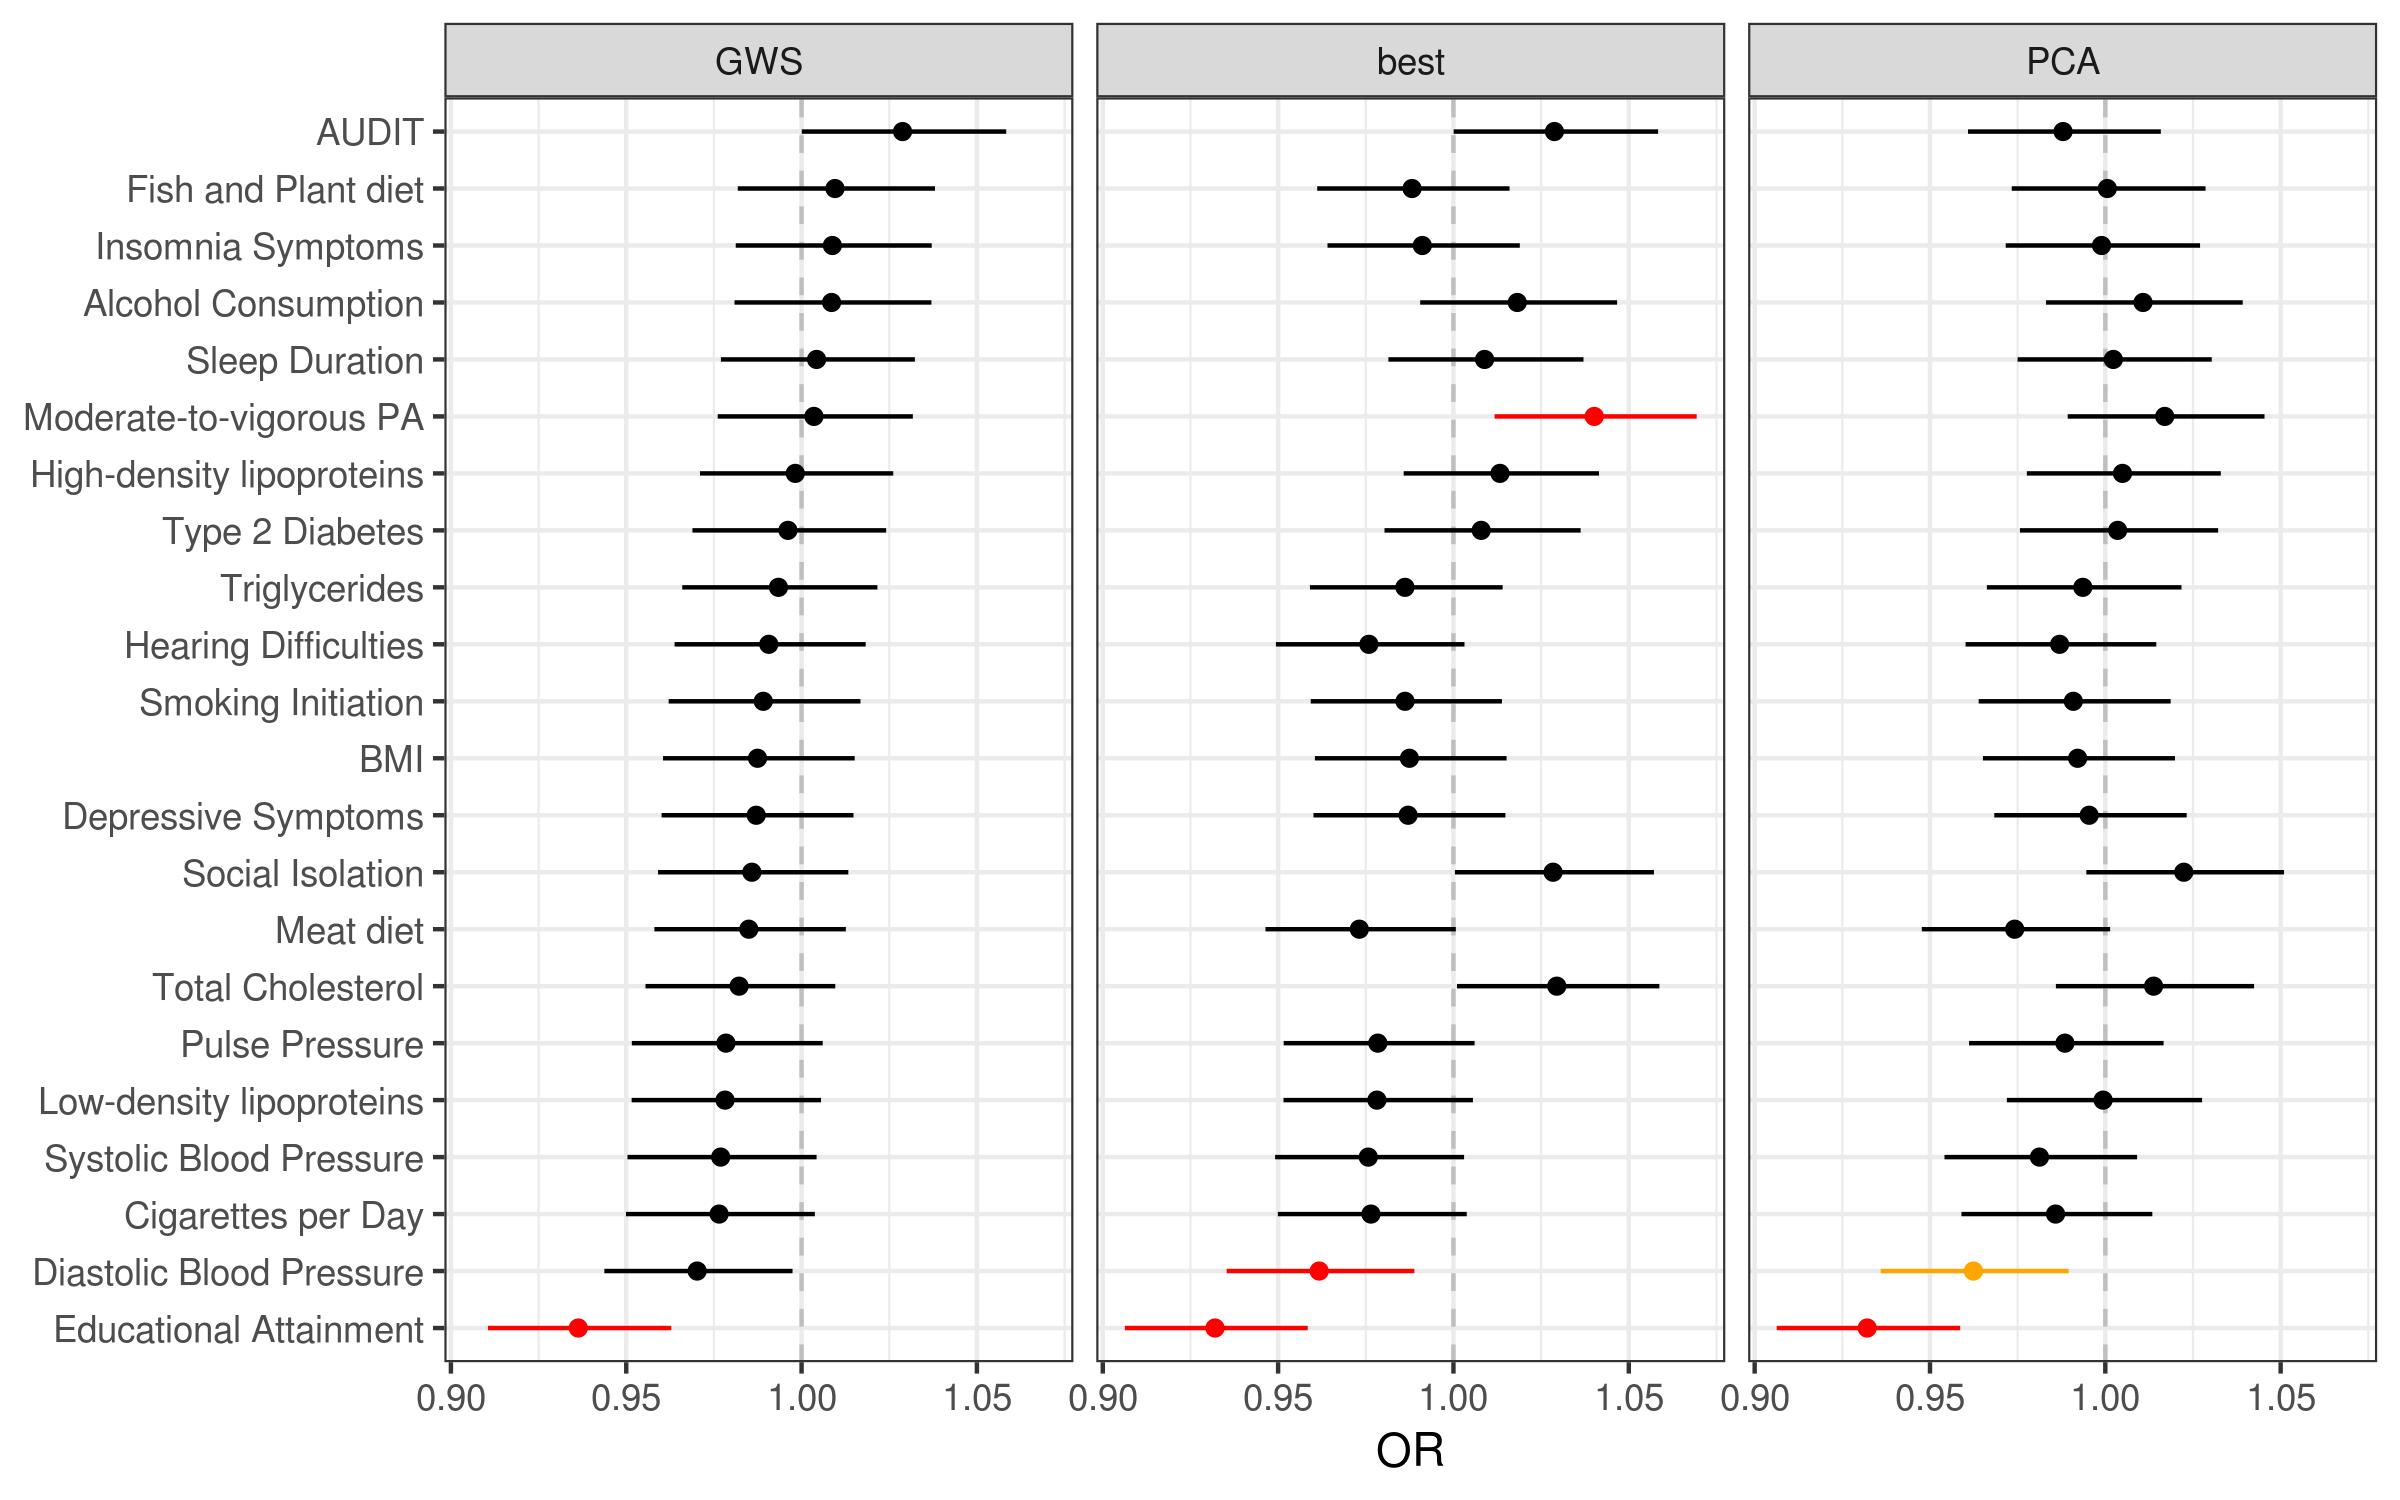 GWS best PCA
AUDIT
Fish and Plant diet
Insomnia Symptoms
Alcohol Consumption
Sleep Duration
Moderate-to-vigorous PA
High-density lipoproteins
Type 2 Diabetes
Triglycerides
Hearing Difficulties
Smoking Initiation
BMI
Depressive Symptoms
Social Isolation
Meat diet
Total Cholesterol
Pulse Pressure
Low-density lipoproteins
Systolic Blood Pressure
Cigarettes per Day
Diastolic Blood Pressure
Educational Attainment
0.90 0.95 1.00 1.05 0.90 0.95 1.00 1.05 0.90 0.95 1.00 1.05
OR